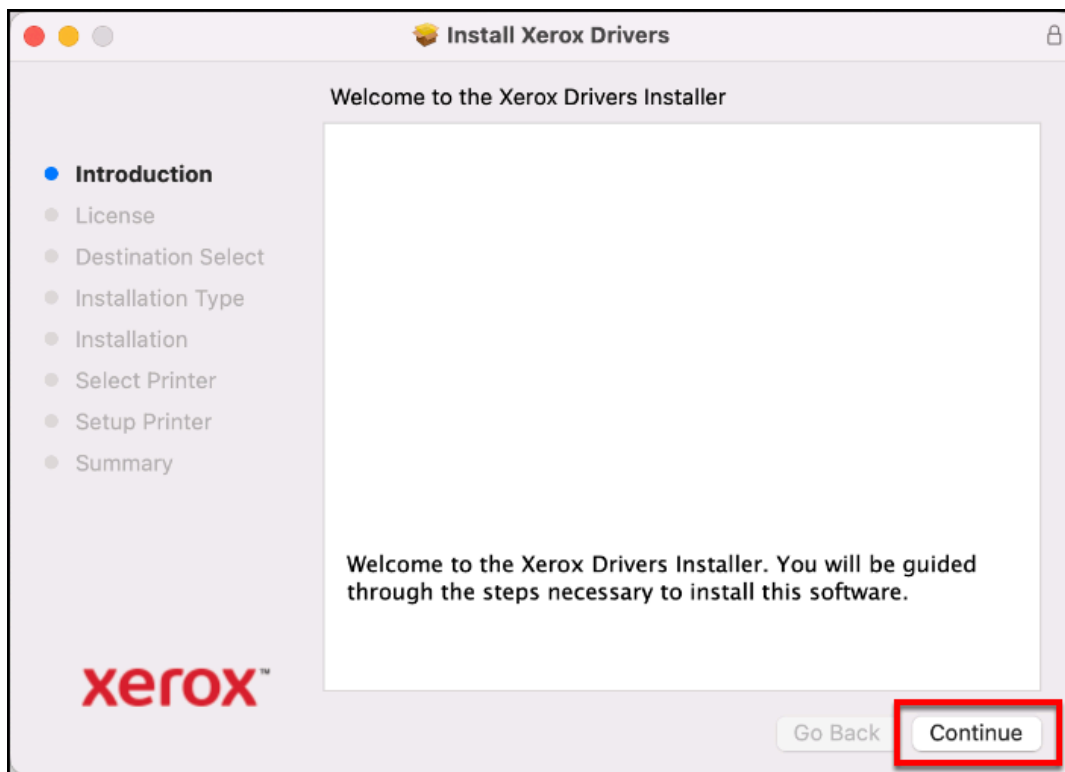 Install Xerox Drivers
Welcome to the Xerox Drivers Installer
Introduction
License
Destination Select
Installation Type
Installation
Select Printer
Setup Printer
Summary
Welcome to the Xerox Drivers Installer. You will be guided
through the steps necessary to install this software.
xerox™
Go Back
Continue